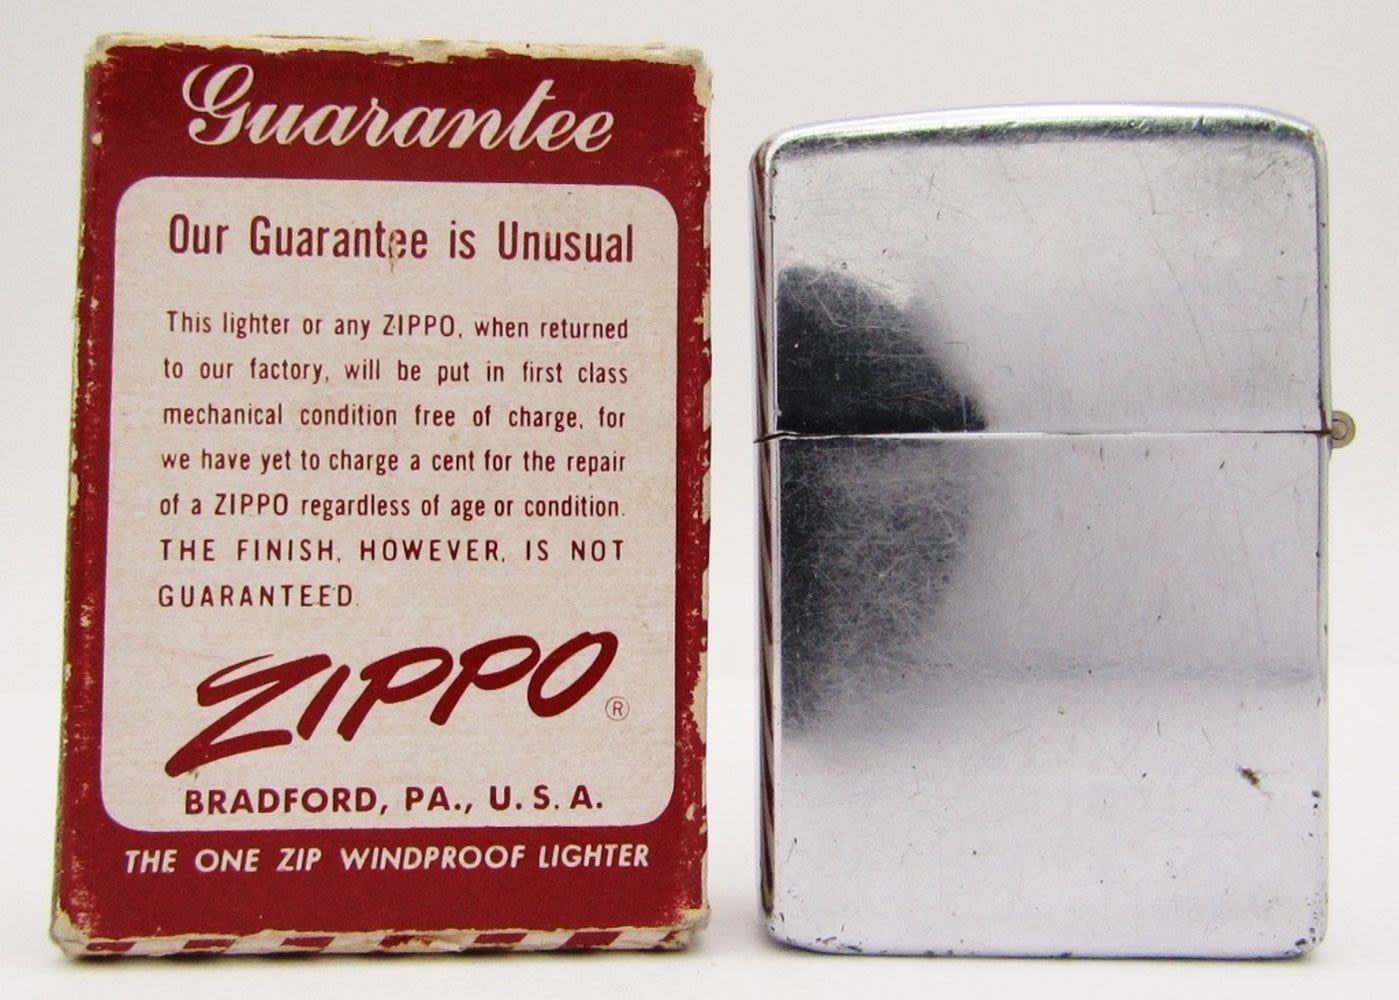 Guarantee
Our Guarantee is Unusual
This lighter or any ZIPPO, when returned
to our factory, will be put in first class
mechanical condition free of charge, for
we have yet to charge a cent for the repair
of a ZIPPO regardless of age or condition.
THE FINISH, HOWEVER, IS NOT
GUARANTEED.
ZIPPO ®
BRADFORD, PA., U. S. A.
THE ONE ZIP WINDPROOF LIGHTER